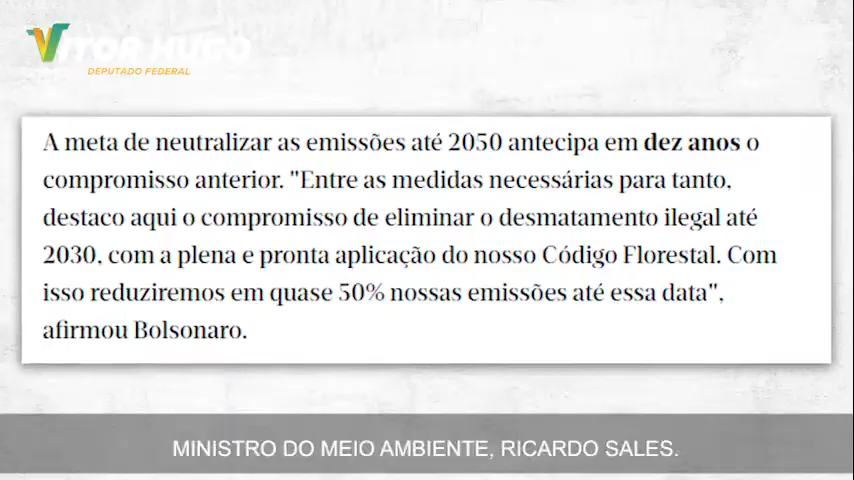 VITOR HUGO
DEPUTADO FEDERAL
A meta de neutralizar as emissões até 2050 antecipa em dez anos o
compromisso anterior. "Entre as medidas necessárias para tanto,
destaco aqui o compromisso de eliminar o desmatamento ilegal até
2030, com a plena e pronta aplicação do nosso Código Florestal. Com
isso reduziremos em quase 50% nossas emissões até essa data",
afirmou Bolsonaro.
MINISTRO DO MEIO AMBIENTE, RICARDO SALES.